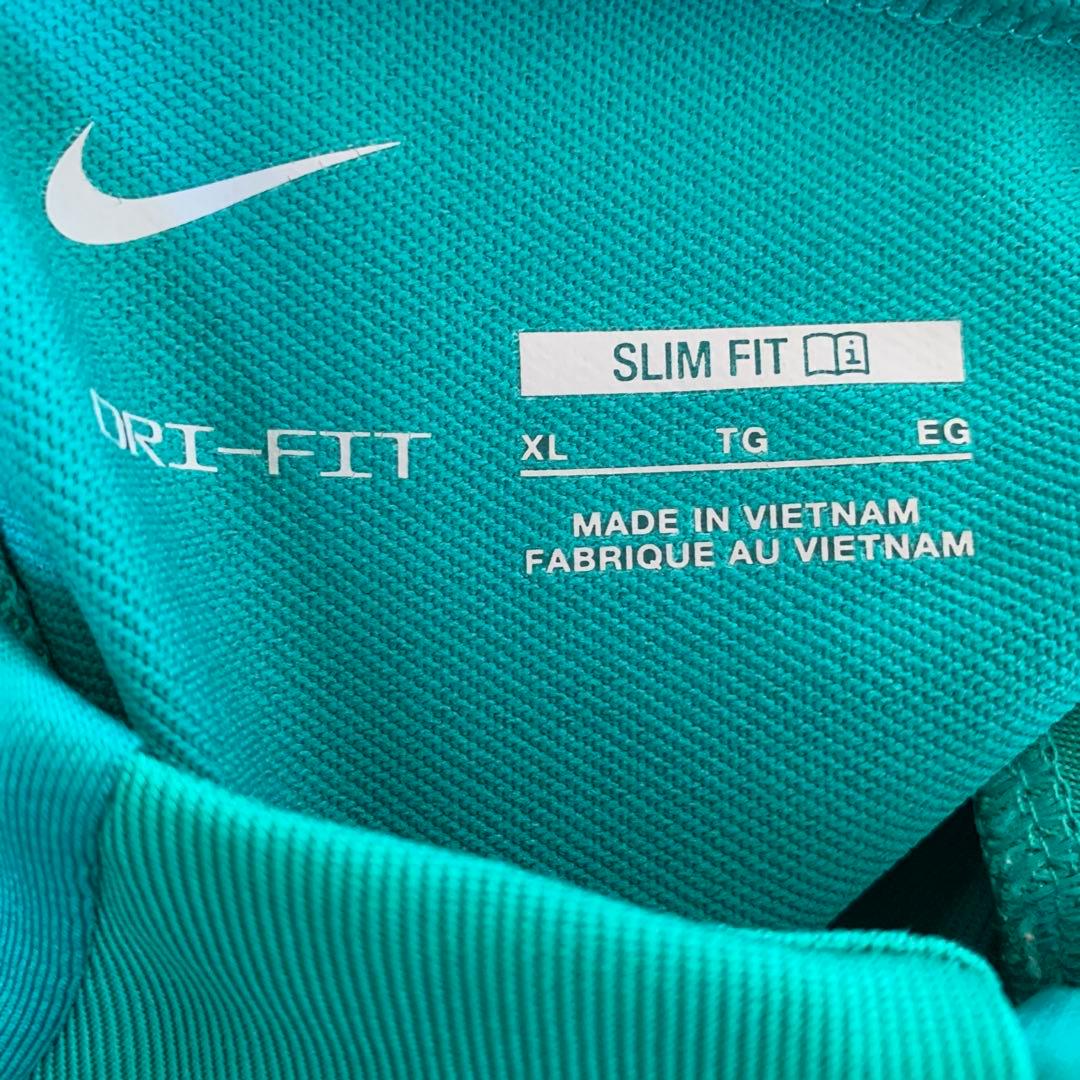 DRI-FIT
SLIM FIT
XL TG EG
MADE IN VIETNAM
FABRIQUE AU VIETNAM